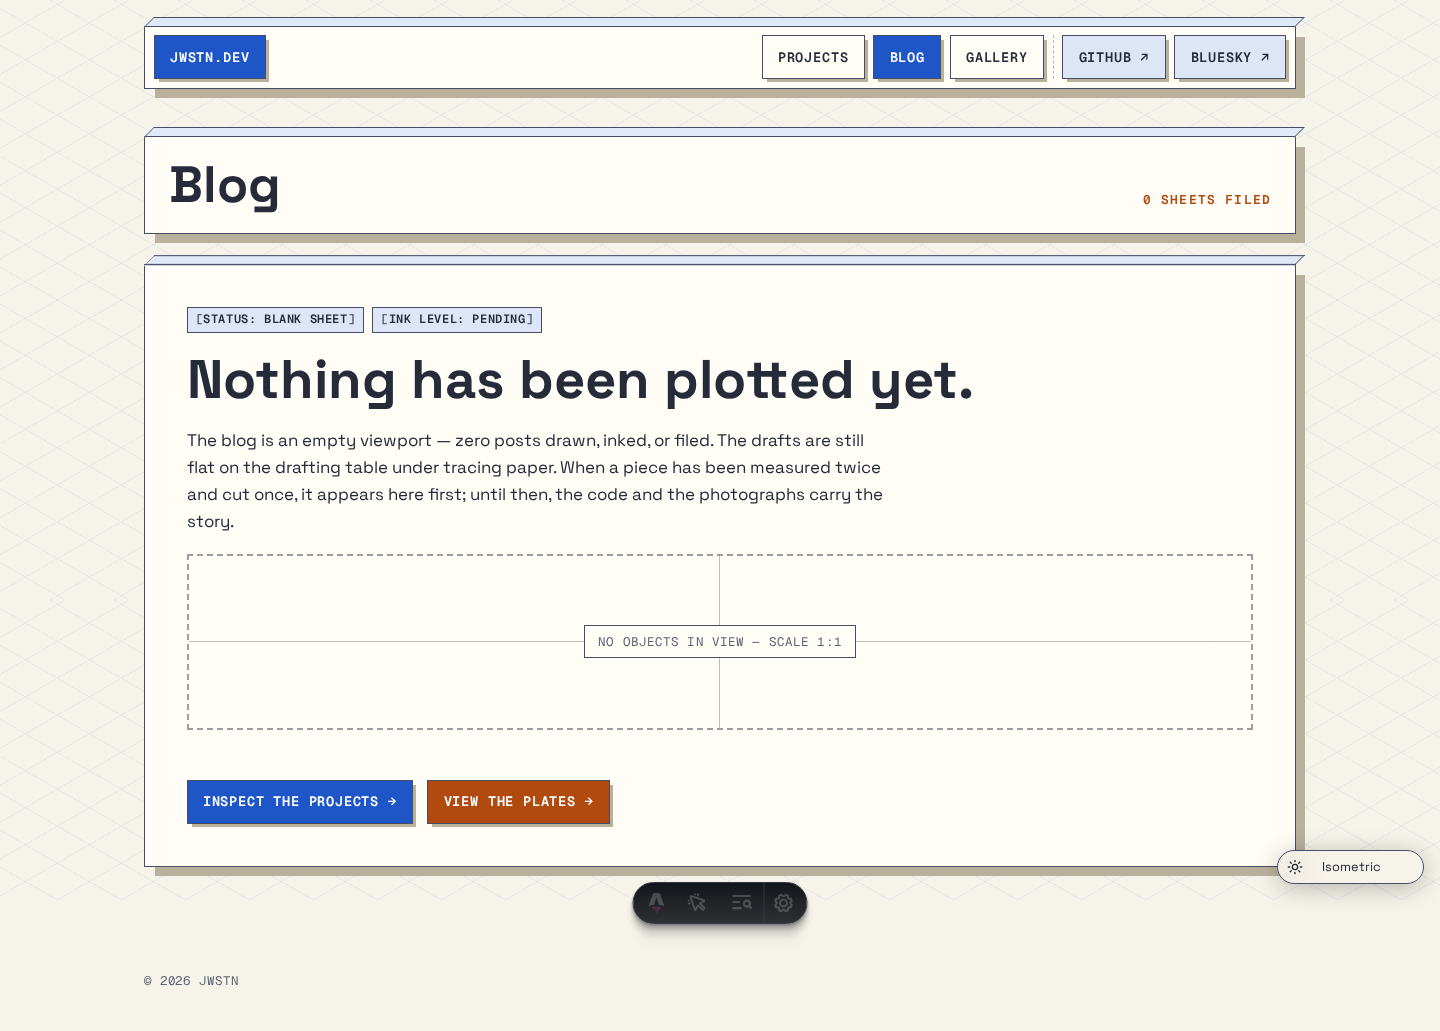 JWSTN.DEV
PROJECTS
BLOG
GALLERY
GITHUB ↗
BLUESKY ↗
Blog
0 SHEETS FILED
[STATUS: BLANK SHEET]
[INK LEVEL: PENDING]
Nothing has been plotted yet.
The blog is an empty viewport — zero posts drawn, inked, or filed. The drafts are still
flat on the drafting table under tracing paper. When a piece has been measured twice
and cut once, it appears here first; until then, the code and the photographs carry the
story.
NO OBJECTS IN VIEW — SCALE 1:1
INSPECT THE PROJECTS →
VIEW THE PLATES →
Isometric
© 2026 JWSTN